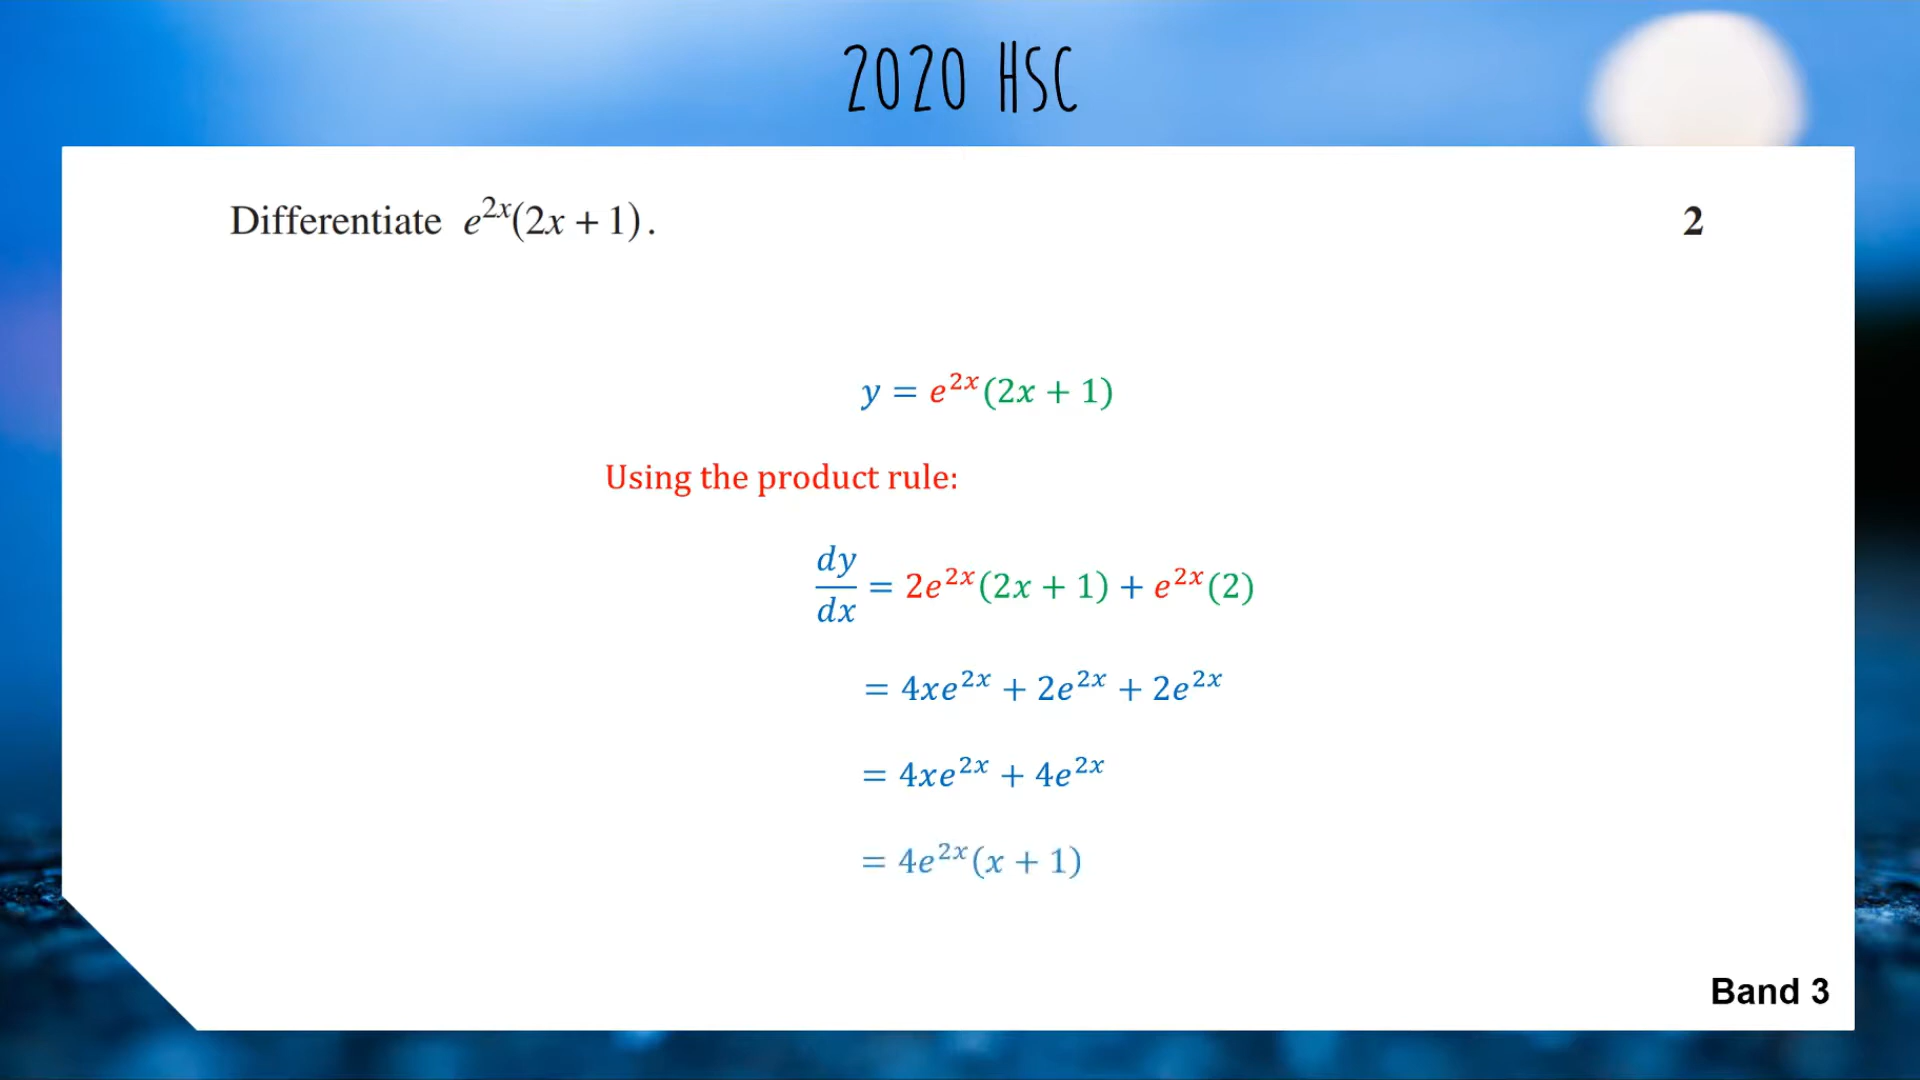 2020 HSC
Differentiate e^{2x}(2x + 1). 2
y = e^{2x}(2x + 1)
Using the product rule:
dy/dx = 2e^{2x}(2x + 1) + e^{2x}(2)
= 4xe^{2x} + 2e^{2x} + 2e^{2x}
= 4xe^{2x} + 4e^{2x}
= 4e^{2x}(x + 1)
Band 3